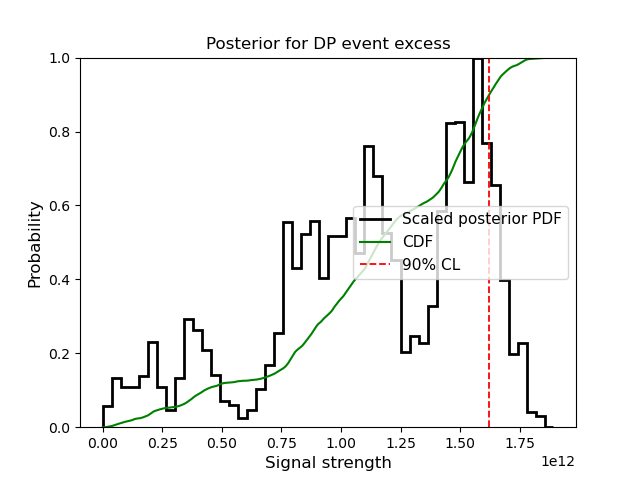 Posterior for DP event excess
1.0
0.8
0.6
0.4
0.2
0.0
Probability
Scaled posterior PDF
CDF
90% CL
0.00 0.25 0.50 0.75 1.00 1.25 1.50 1.75
1e12
Signal strength